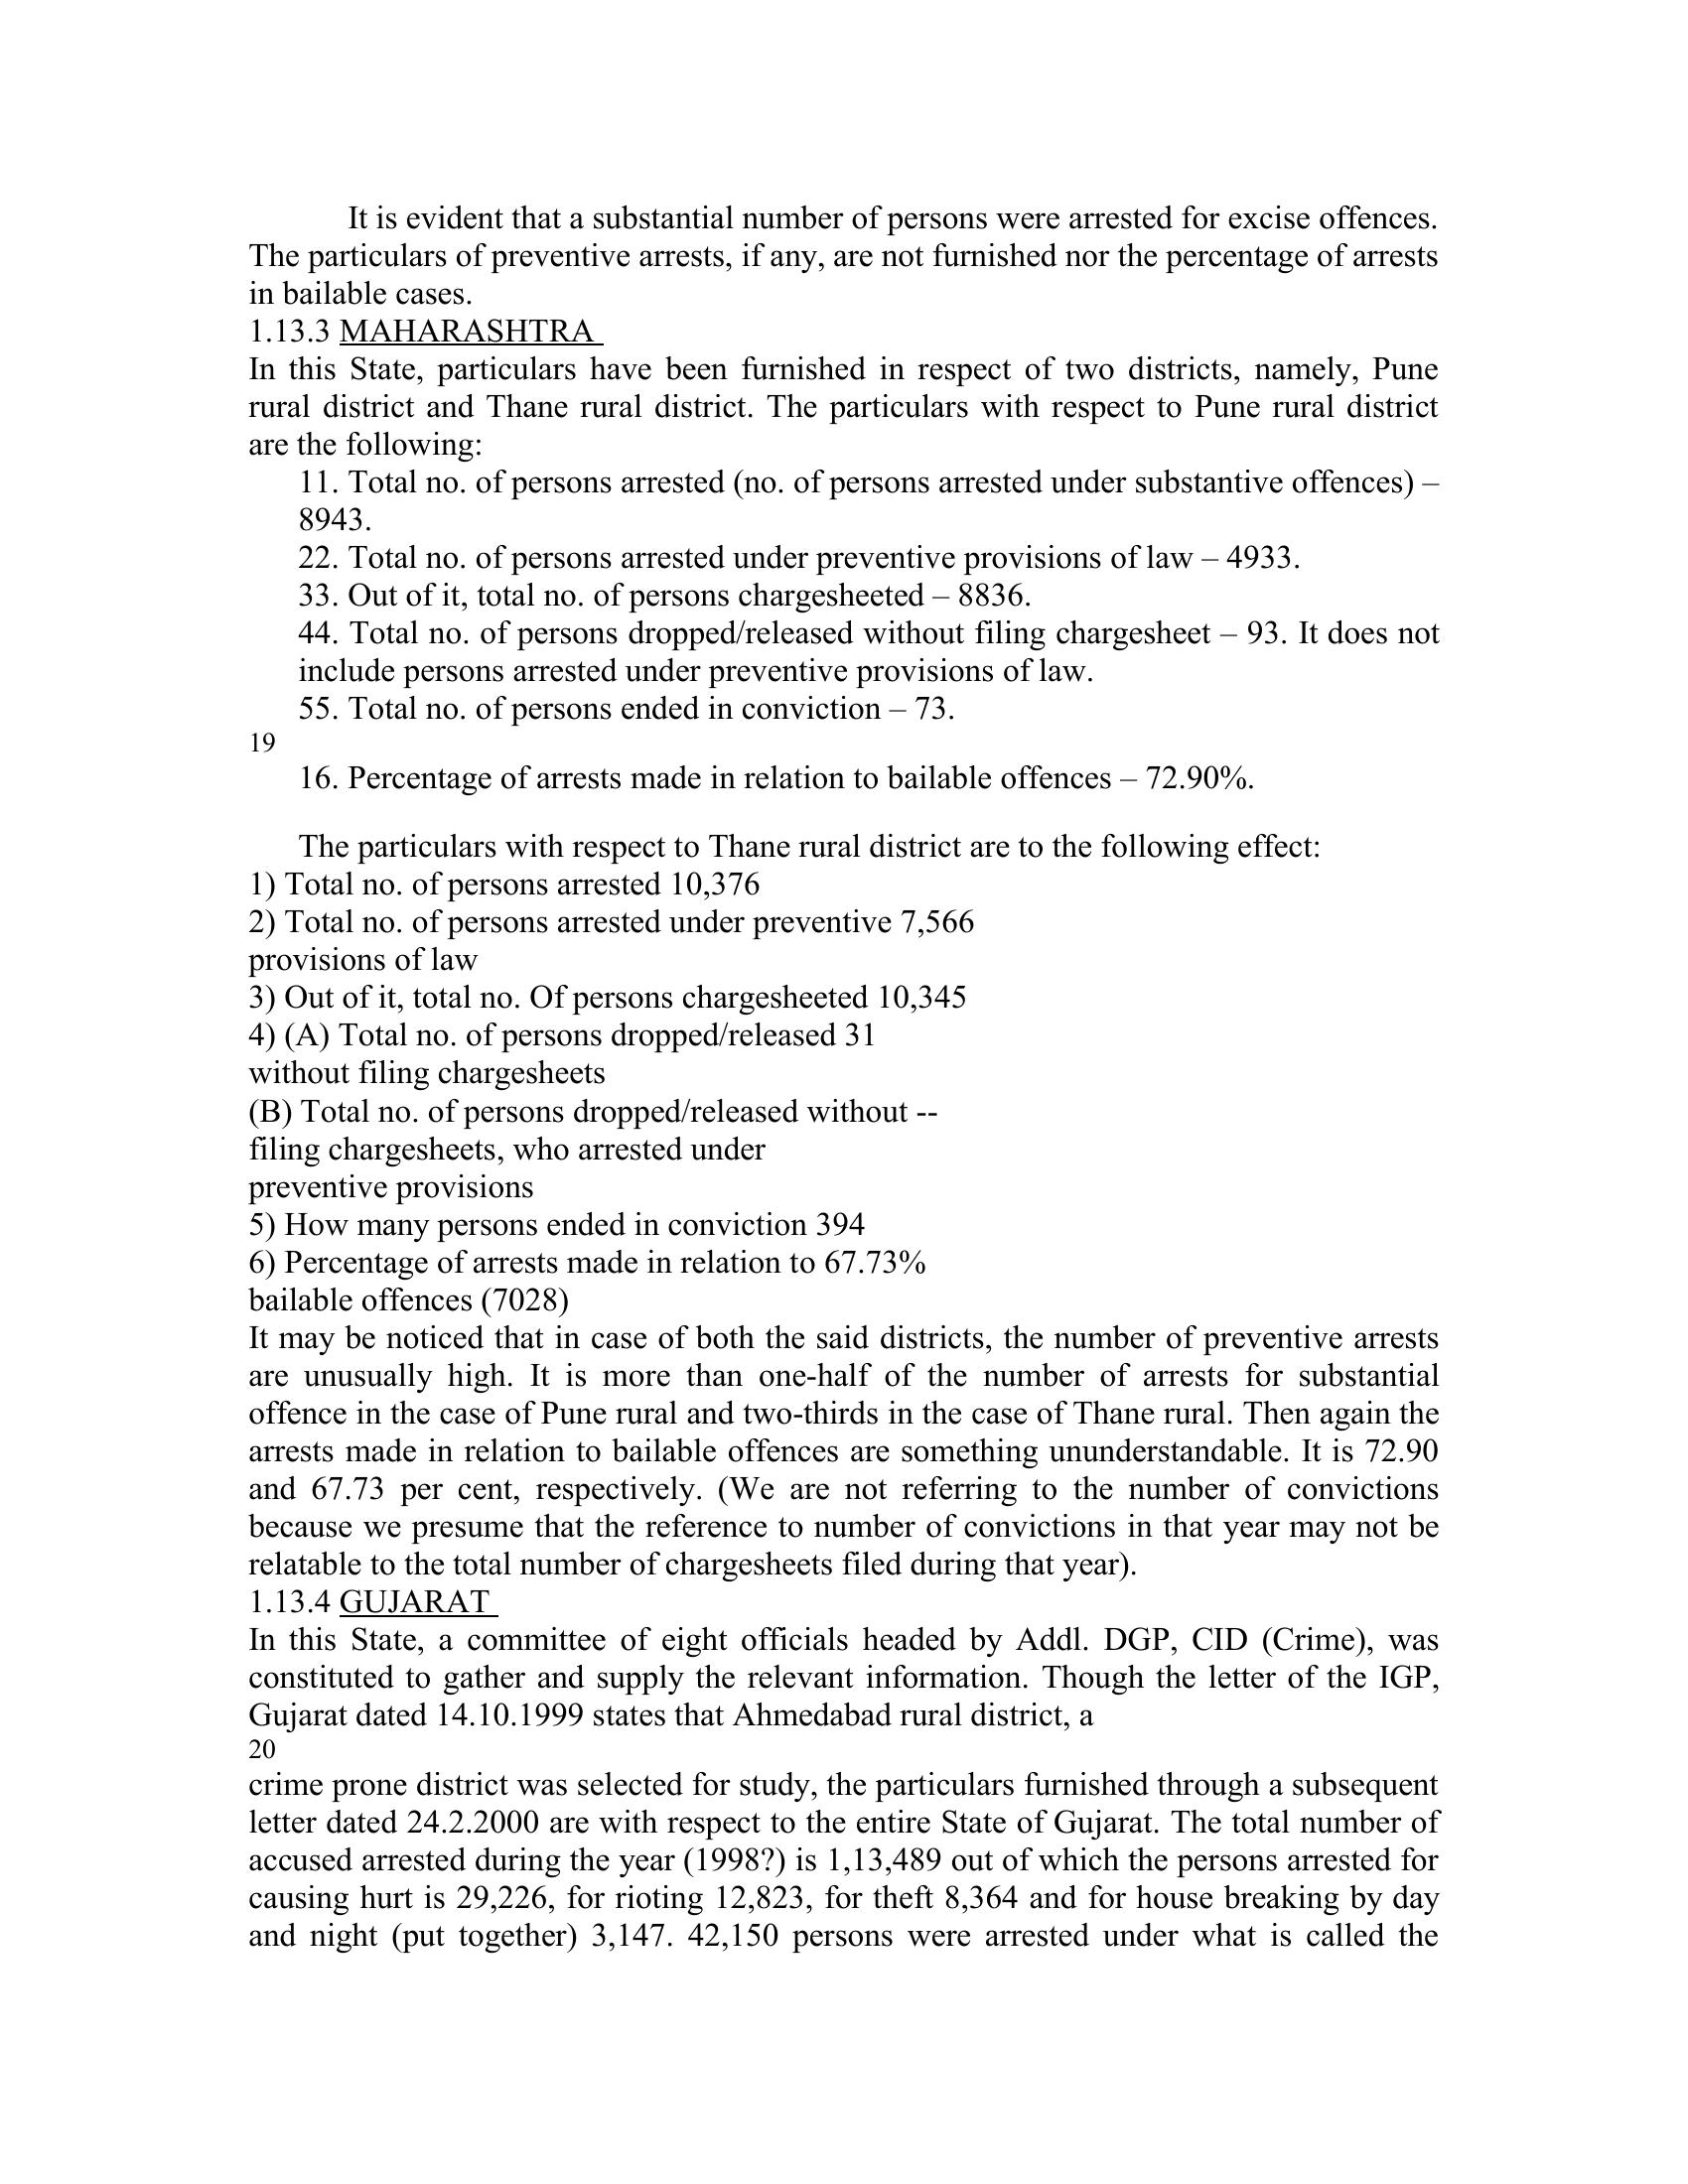 It is evident that a substantial number of persons were arrested for excise offences.
The particulars of preventive arrests, if any, are not furnished nor the percentage of arrests
in bailable cases.
1.13.3 MAHARASHTRA
In this State, particulars have been furnished in respect of two districts, namely, Pune
rural district and Thane rural district. The particulars with respect to Pune rural district
are the following:
11. Total no. of persons arrested (no. of persons arrested under substantive offences) –
8943.
22. Total no. of persons arrested under preventive provisions of law – 4933.
33. Out of it, total no. of persons chargesheeted – 8836.
44. Total no. of persons dropped/released without filing chargesheet – 93. It does not
include persons arrested under preventive provisions of law.
55. Total no. of persons ended in conviction – 73.
19
16. Percentage of arrests made in relation to bailable offences – 72.90%.
The particulars with respect to Thane rural district are to the following effect:
1) Total no. of persons arrested 10,376
2) Total no. of persons arrested under preventive 7,566
provisions of law
3) Out of it, total no. Of persons chargesheeted 10,345
4) (A) Total no. of persons dropped/released 31
without filing chargesheets
(B) Total no. of persons dropped/released without --
filing chargesheets, who arrested under
preventive provisions
5) How many persons ended in conviction 394
6) Percentage of arrests made in relation to 67.73%
bailable offences (7028)
It may be noticed that in case of both the said districts, the number of preventive arrests
are unusually high. It is more than one-half of the number of arrests for substantial
offence in the case of Pune rural and two-thirds in the case of Thane rural. Then again the
arrests made in relation to bailable offences are something ununderstandable. It is 72.90
and 67.73 per cent, respectively. (We are not referring to the number of convictions
because we presume that the reference to number of convictions in that year may not be
relatable to the total number of chargesheets filed during that year).
1.13.4 GUJARAT
In this State, a committee of eight officials headed by Addl. DGP, CID (Crime), was
constituted to gather and supply the relevant information. Though the letter of the IGP,
Gujarat dated 14.10.1999 states that Ahmedabad rural district, a
20
crime prone district was selected for study, the particulars furnished through a subsequent
letter dated 24.2.2000 are with respect to the entire State of Gujarat. The total number of
accused arrested during the year (1998?) is 1,13,489 out of which the persons arrested for
causing hurt is 29,226, for rioting 12,823, for theft 8,364 and for house breaking by day
and night (put together) 3,147. 42,150 persons were arrested under what is called the